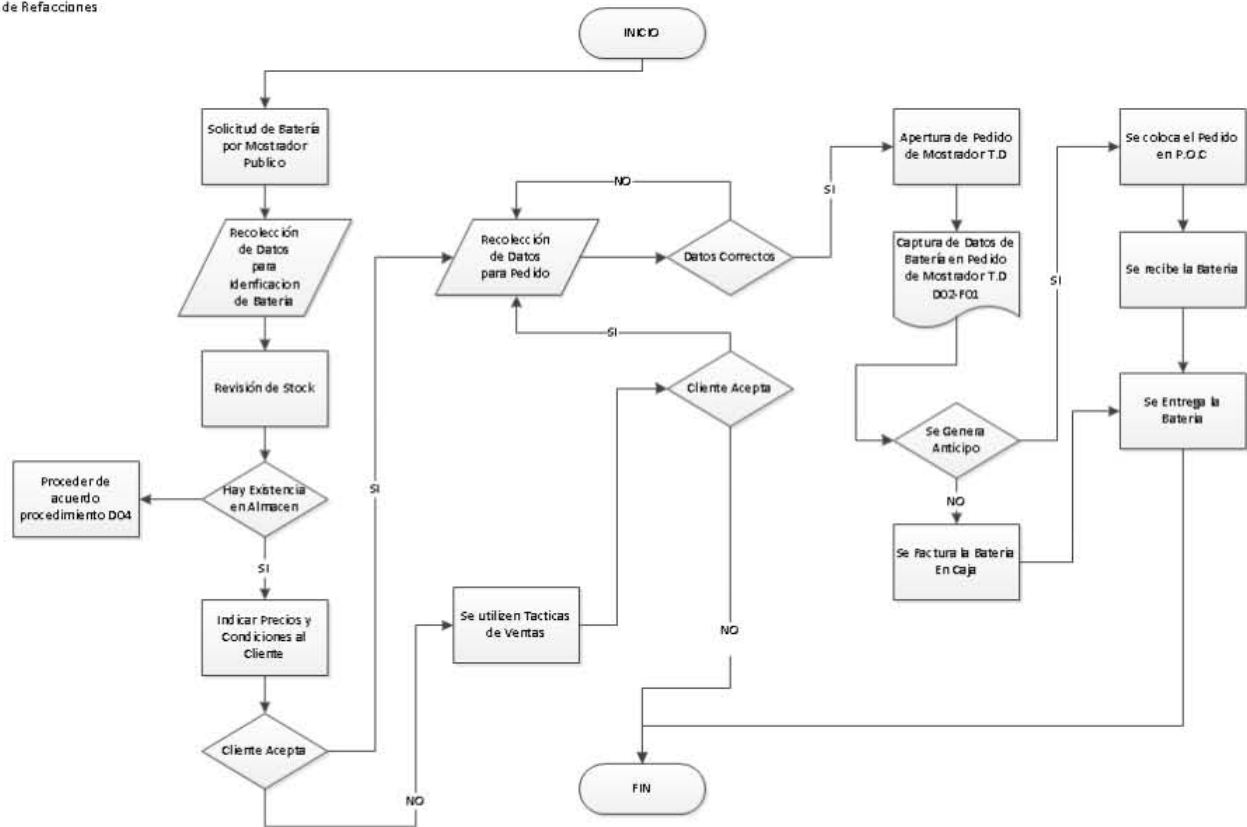 de Refacciones
INICIO
Solicitud de Batería
por Mostrador
Publico
Recolección
de Datos
para
Idenficacion
de Bateria
Revisión de Stock
Hay Existencia
en Almacen
Proceder de
acuerdo
procedimiento D04
SI
Indicar Precios y
Condiciones al
Cliente
Cliente Acepta
NO
SI
Se utilizen Tacticas
de Ventas
Cliente Acepta
SI
NO
Recolección
de Datos
para Pedido
Datos Correctos
NO
SI
Apertura de Pedido
de Mostrador T.D
Captura de Datos de
Batería en Pedido
de Mostrador T.D
D02-F01
Se Genera
Anticipo
SI
NO
Se Factura la Bateria
En Caja
Se coloca el Pedido
en P.O.C
Se recibe la Bateria
Se Entrega la
Bateria
FIN